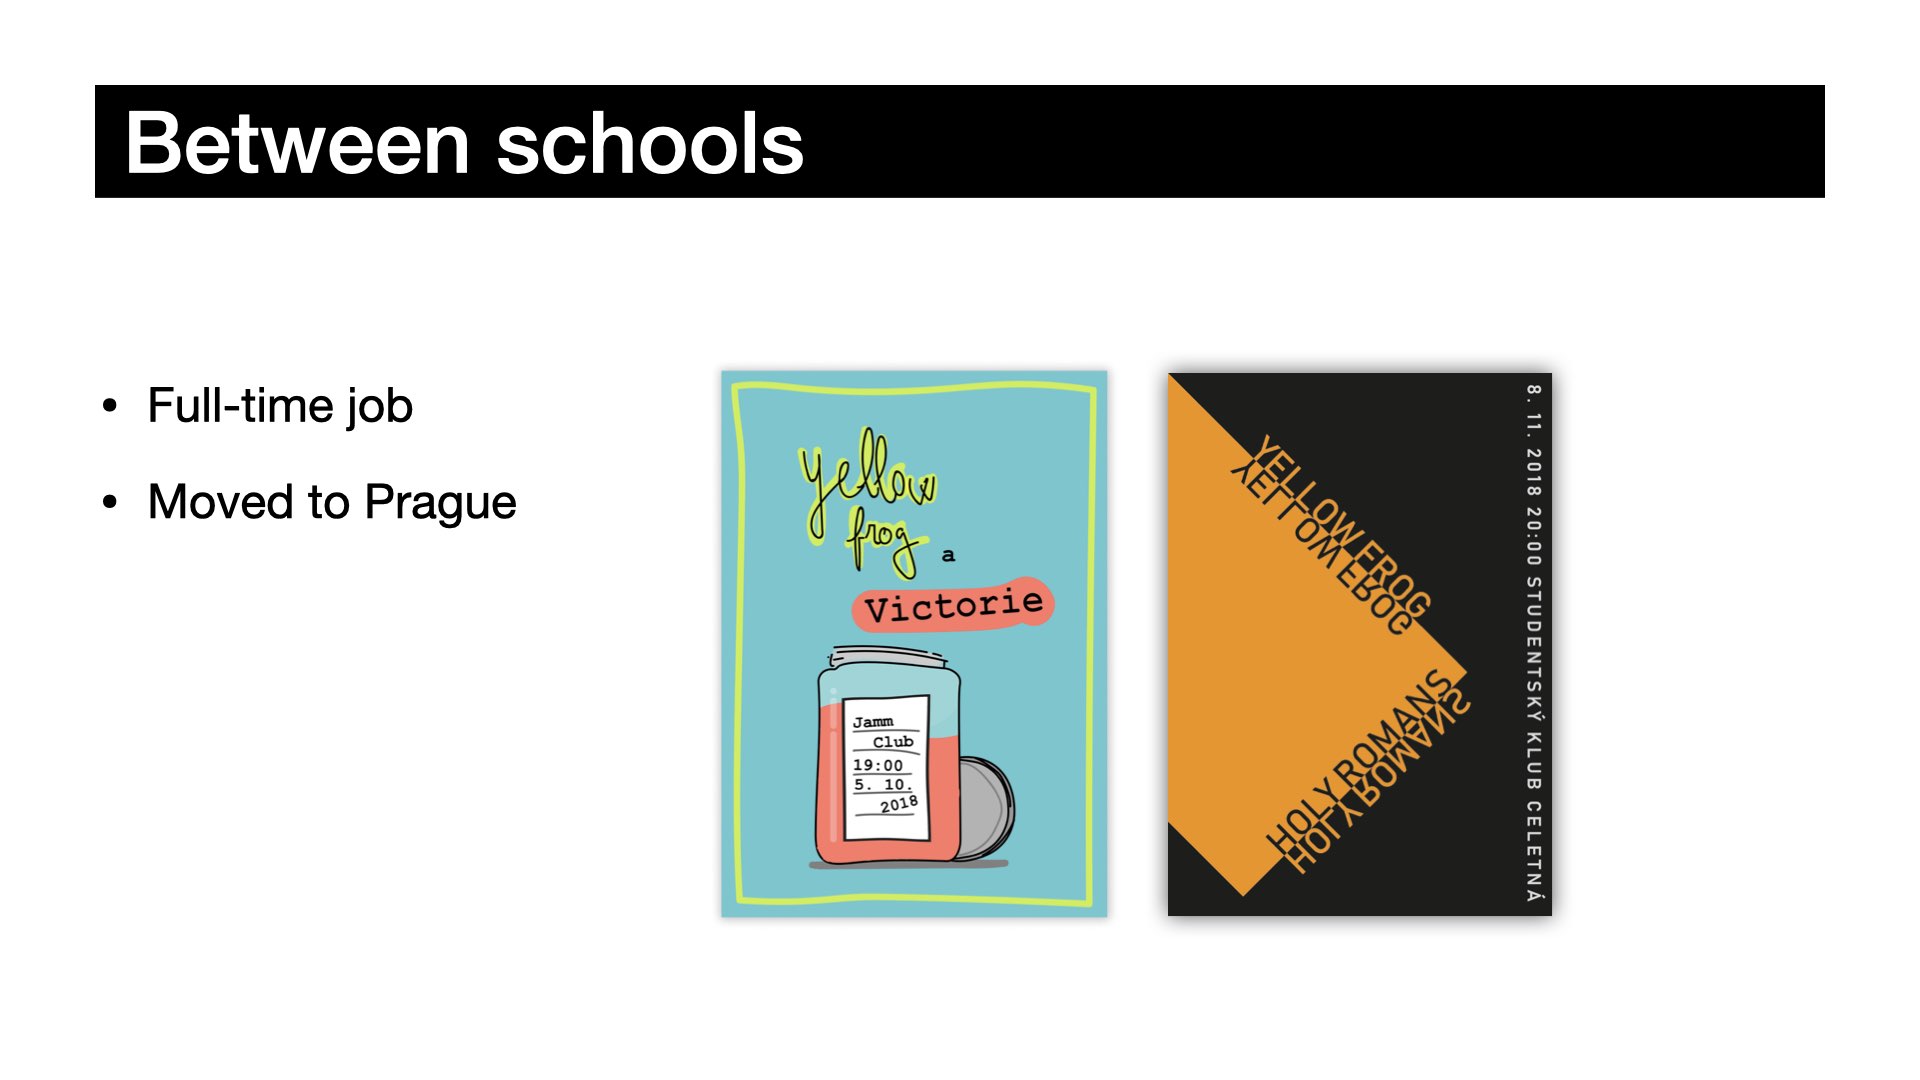 Between schools
• Full-time job
• Moved to Prague
yellow
frog
a
Victorie
Jamm
Club
19:00
5. 10.
2018
YELLOW FROG
YELLOW FROG
HOLY ROMANS
HOLY ROMANS
8. 11. 2018 20:00 STUDENTSKÝ KLUB CELETNÁ